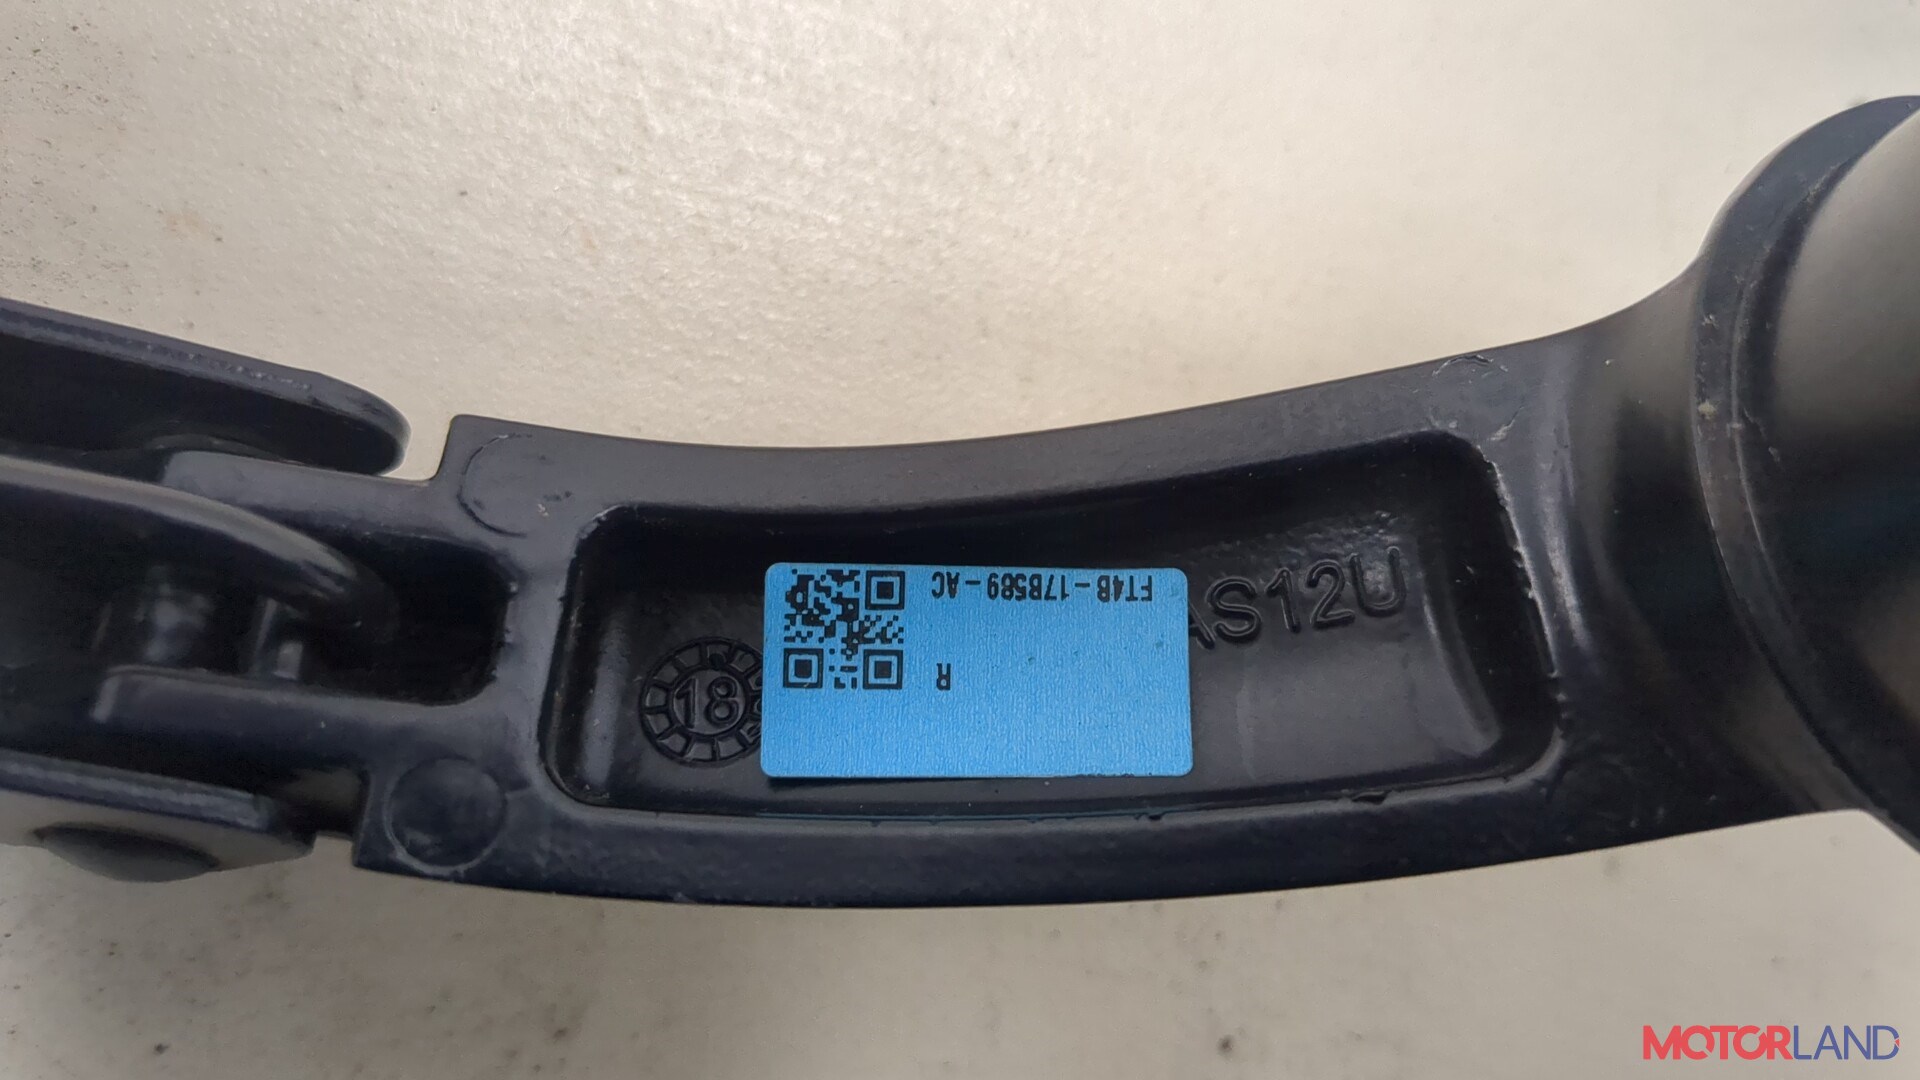 FT4B-17B589-AC
R
AS12U
18
MOTORLAND